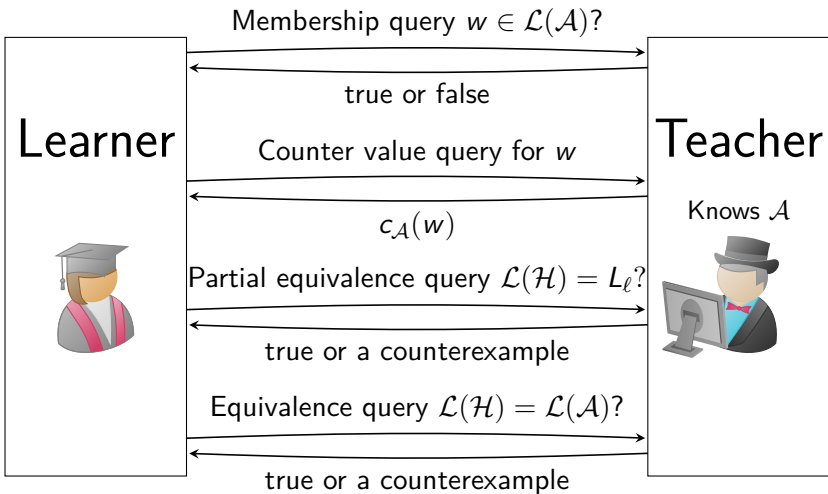 Membership query w ∈ ℒ(𝒜)?
true or false
Learner
Teacher
Counter value query for w
Knows 𝒜
c𝒜(w)
Partial equivalence query ℒ(ℋ) = Lℓ?
true or a counterexample
Equivalence query ℒ(ℋ) = ℒ(𝒜)?
true or a counterexample